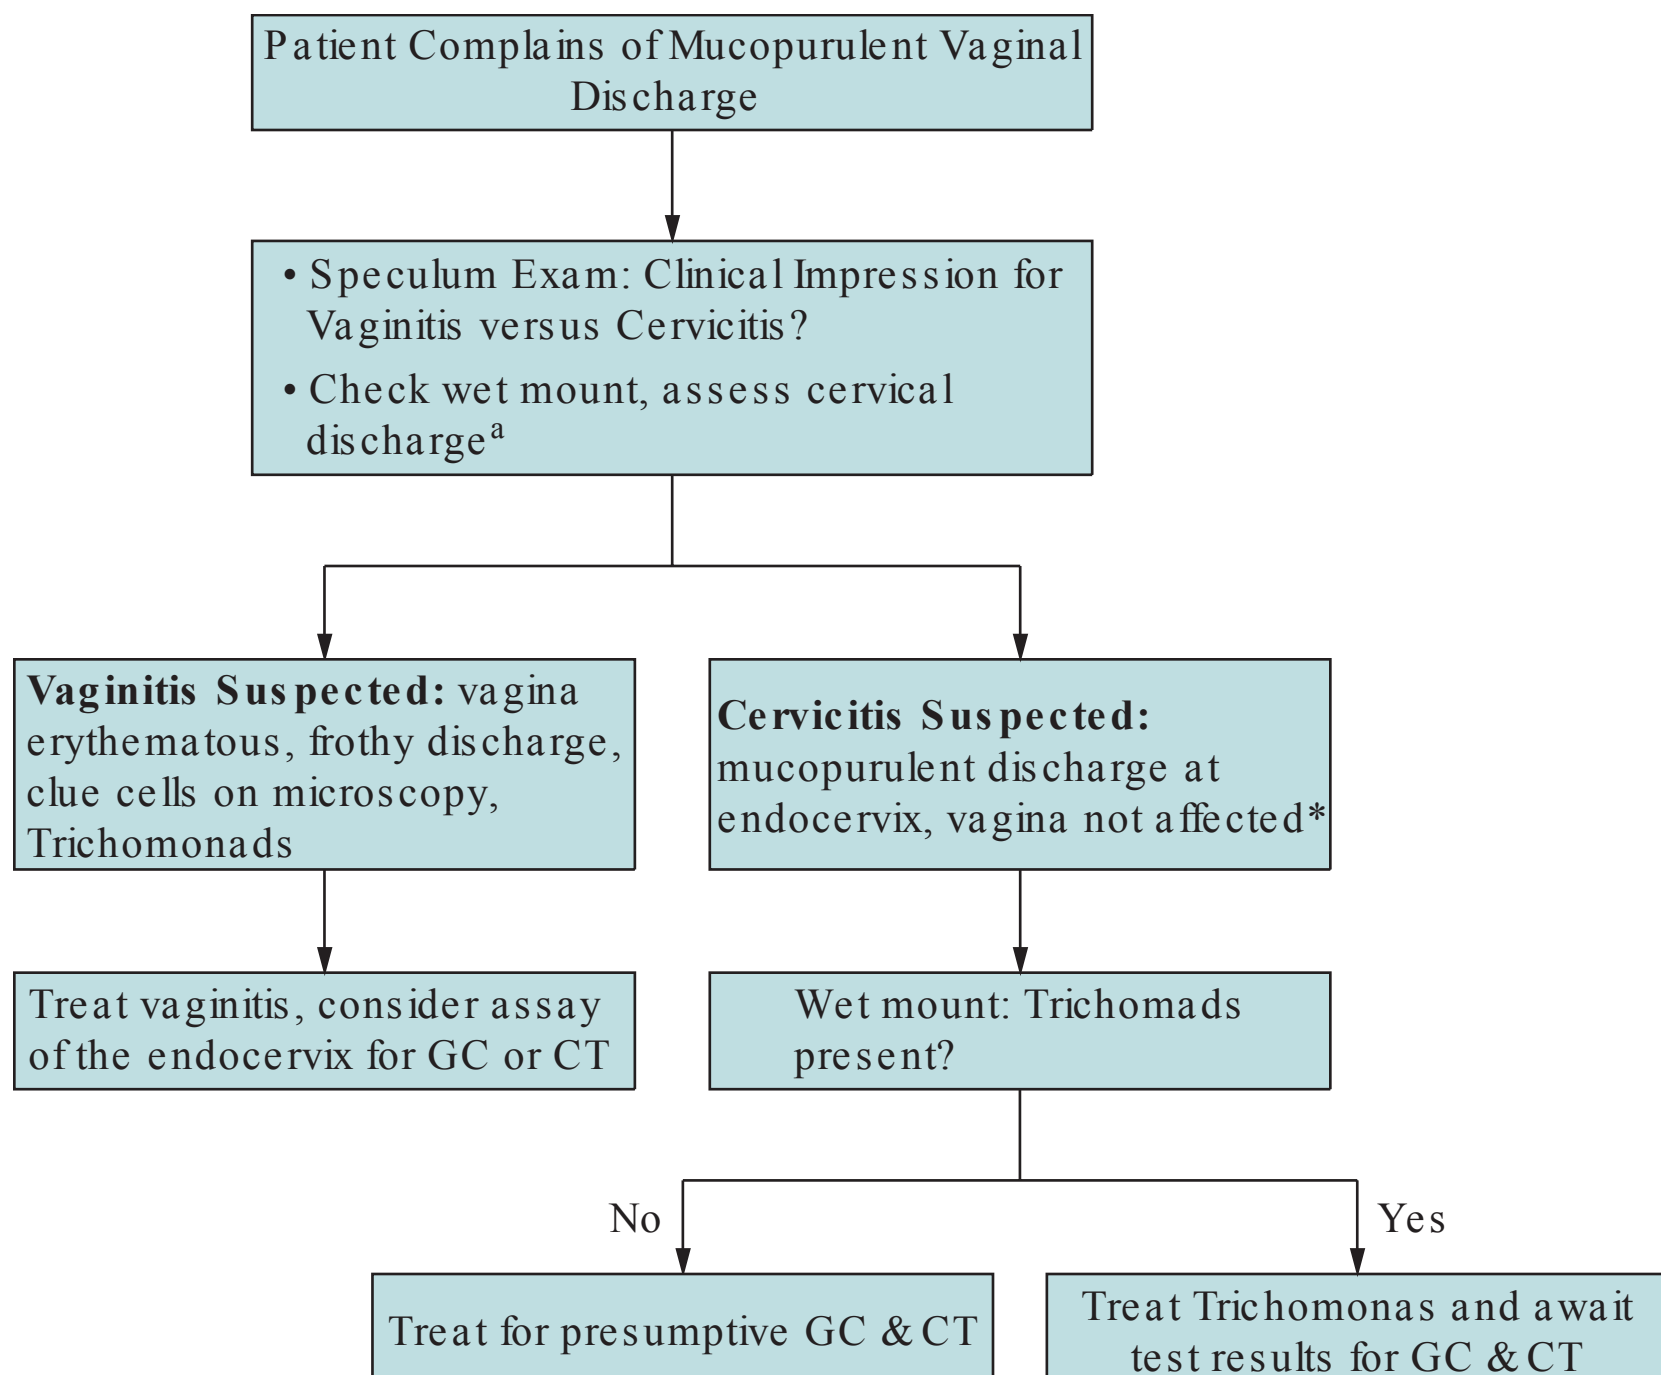 Patient Complains of Mucopurulent Vaginal
Discharge
• Speculum Exam: Clinical Impression for
Vaginitis versus Cervicitis?
• Check wet mount, assess cervical
dischargeᵃ
Vaginitis Suspected: vagina
erythematous, frothy discharge,
clue cells on microscopy,
Trichomonads
Cervicitis Suspected:
mucopurulent discharge at
endocervix, vagina not affected*
Treat vaginitis, consider assay
of the endocervix for GC or CT
Wet mount: Trichomads
present?
No
Yes
Treat for presumptive GC & CT
Treat Trichomonas and await
test results for GC & CT